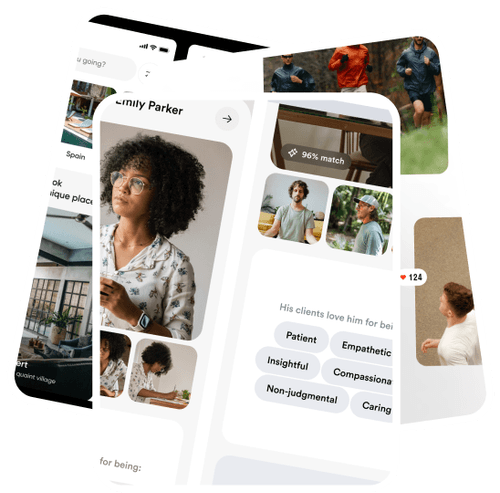 u going?
Emily Parker
96% match
Spain
ok
nique place
124
His clients love him for bei
Patient
Empathetic
Insightful
Compassiona
Non-judgmental
Caring
ert
quaint village
for being: